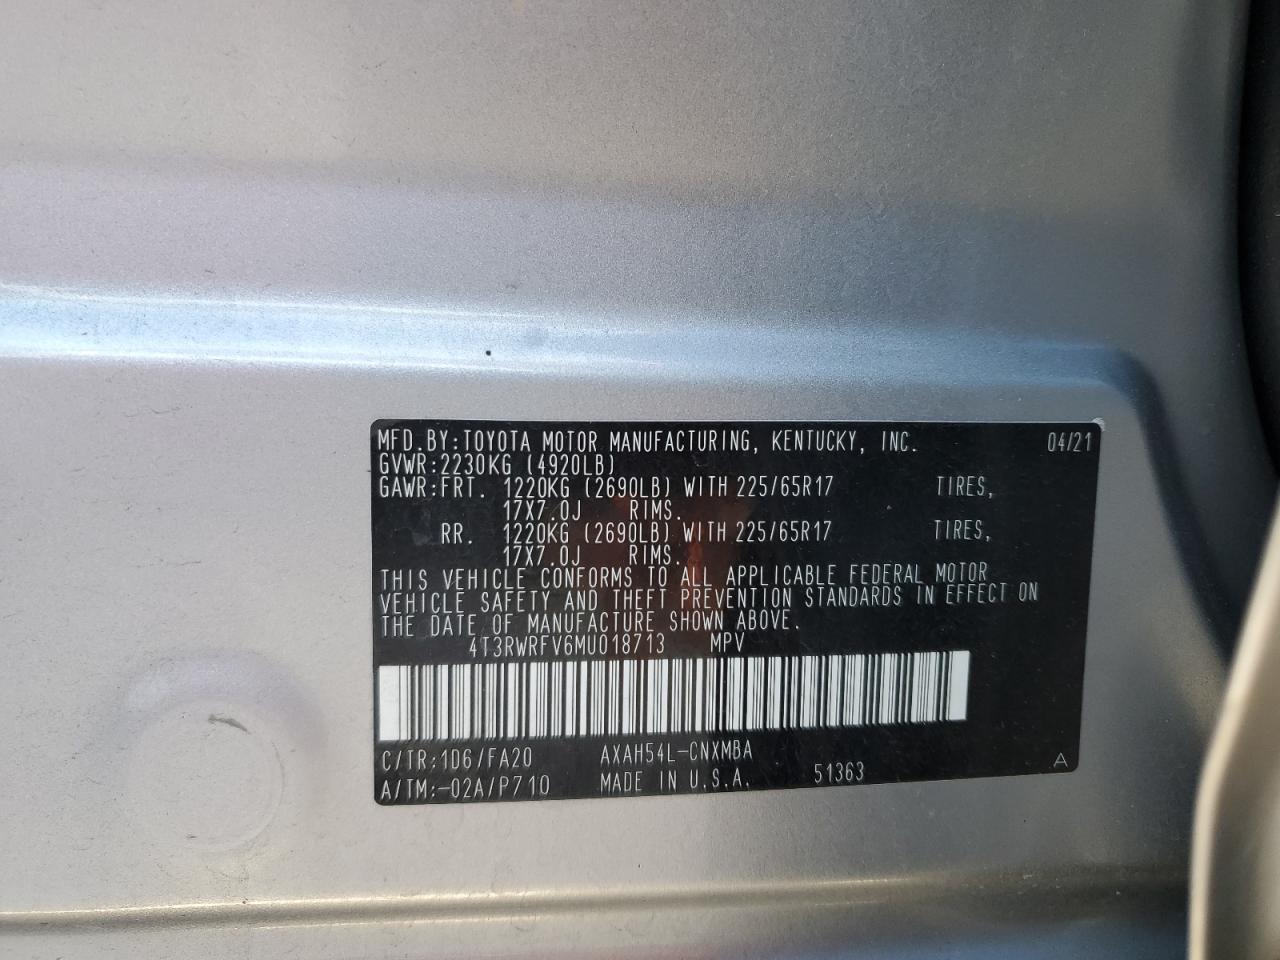 MFD.BY:TOYOTA MOTOR MANUFACTURING, KENTUCKY, INC. 04/21
GVWR:2230KG (4920LB)
GAWR:FRT. 1220KG (2690LB) WITH 225/65R17 TIRES,
17X7.0J RIMS.
RR. 1220KG (2690LB) WITH 225/65R17 TIRES,
17X7.0J RIMS.
THIS VEHICLE CONFORMS TO ALL APPLICABLE FEDERAL MOTOR
VEHICLE SAFETY AND THEFT PREVENTION STANDARDS IN EFFECT ON
THE DATE OF MANUFACTURE SHOWN ABOVE.
4T3RWRFV6MU018713 MPV
C/TR:1D6/FA20 AXAH54L-CNXMBA A
A/TM:-02A/P710 MADE IN U.S.A. 51363